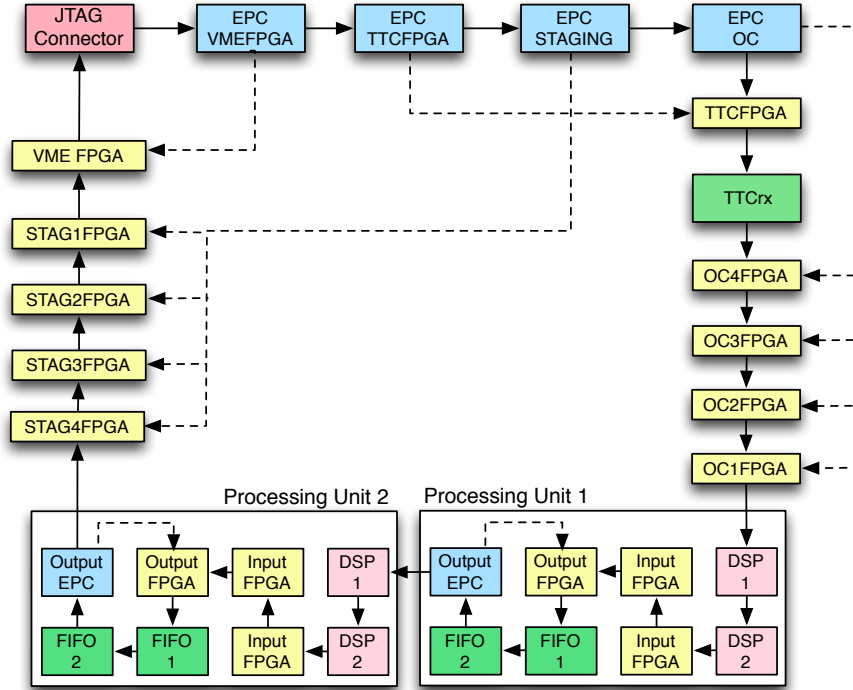 JTAG
Connector
EPC
VMEFPGA
EPC
TTCFPGA
EPC
STAGING
EPC
OC
TTCFPGA
VME FPGA
TTCrx
STAG1FPGA
OC4FPGA
STAG2FPGA
OC3FPGA
STAG3FPGA
OC2FPGA
STAG4FPGA
OC1FPGA
Processing Unit 2
Output
EPC
Output
FPGA
Input
FPGA
DSP
1
FIFO
2
FIFO
1
Input
FPGA
DSP
2
Processing Unit 1
Output
EPC
Output
FPGA
Input
FPGA
DSP
1
FIFO
2
FIFO
1
Input
FPGA
DSP
2